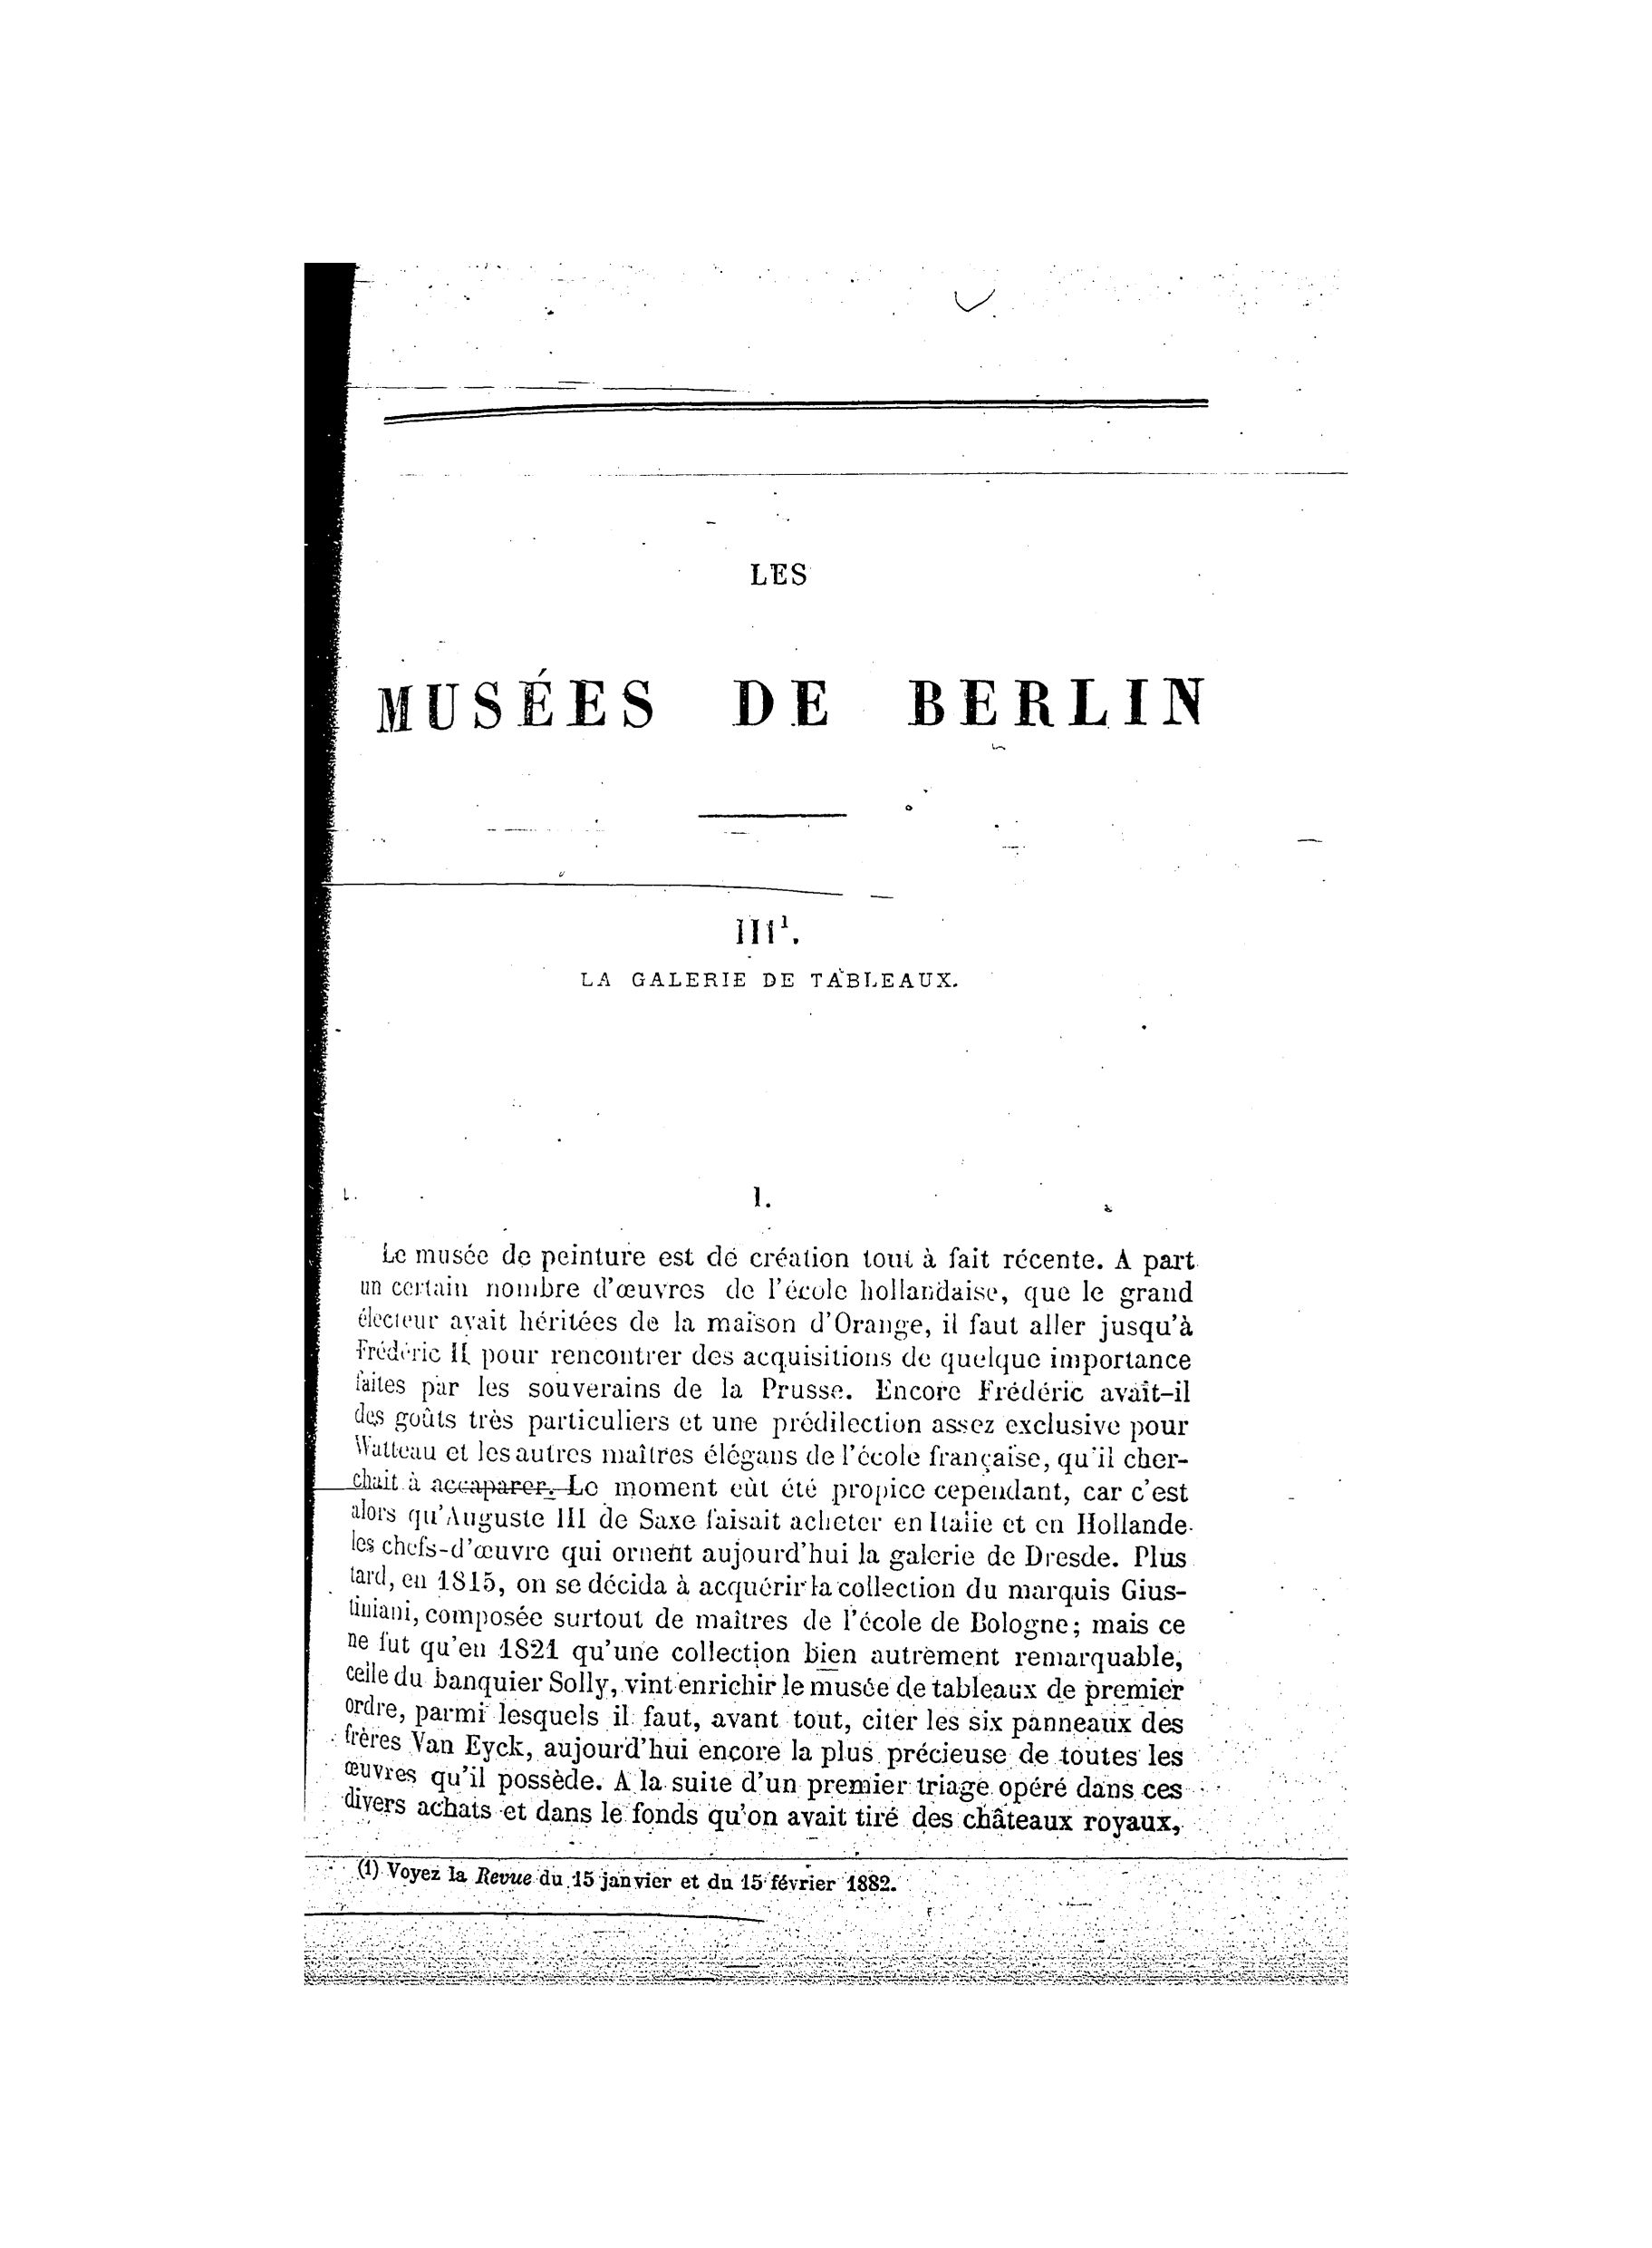 LES
MUSÉES DE BERLIN
III¹.
LA GALERIE DE TABLEAUX.
I.
Le musée de peinture est de création tout à fait récente. A part
un certain nombre d'œuvres de l'école hollandaise, que le grand
électeur avait héritées de la maison d'Orange, il faut aller jusqu'à
Frédéric II pour rencontrer des acquisitions de quelque importance
faites par les souverains de la Prusse. Encore Frédéric avait-il
des goûts très particuliers et une prédilection assez exclusive pour
Watteau et les autres maîtres élégans de l'école française, qu'il cher-
chait à accaparer. Le moment eût été propice cependant, car c'est
alors qu'Auguste III de Saxe faisait acheter en Italie et en Hollande
les chefs-d'œuvre qui ornent aujourd'hui la galerie de Dresde. Plus
tard, en 1815, on se décida à acquérir la collection du marquis Gius-
tiniani, composée surtout de maîtres de l'école de Bologne; mais ce
ne fut qu'en 1821 qu'une collection bien autrement remarquable,
celle du banquier Solly, vint enrichir le musée de tableaux de premier
ordre, parmi lesquels il faut, avant tout, citer les six panneaux des
frères Van Eyck, aujourd'hui encore la plus précieuse de toutes les
œuvres qu'il possède. A la suite d'un premier triage opéré dans ces
divers achats et dans le fonds qu'on avait tiré des châteaux royaux,
(1) Voyez la Revue du 15 janvier et du 15 février 1882.